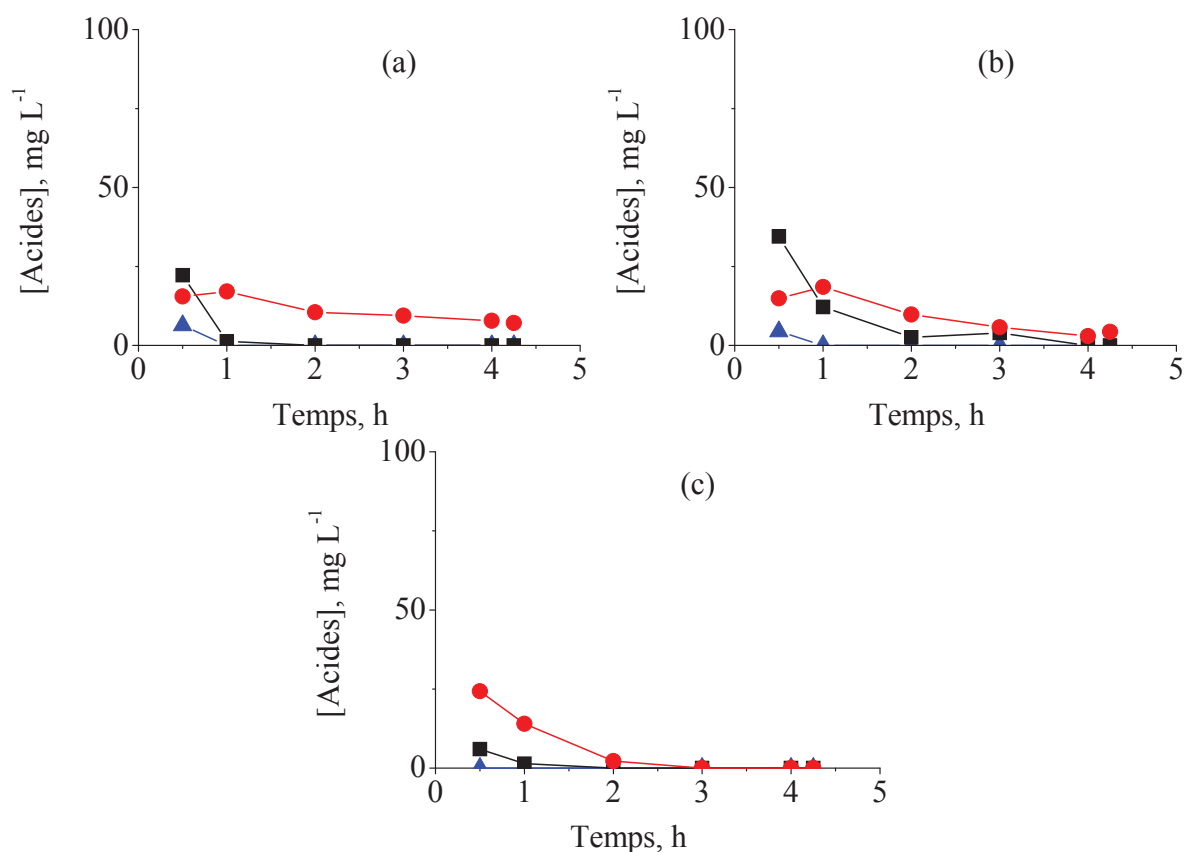 (a)
[Acides], mg L⁻¹
100
50
0
0 1 2 3 4 5
Temps, h
(b)
[Acides], mg L⁻¹
100
50
0
0 1 2 3 4 5
Temps, h
(c)
[Acides], mg L⁻¹
100
50
0
0 1 2 3 4 5
Temps, h